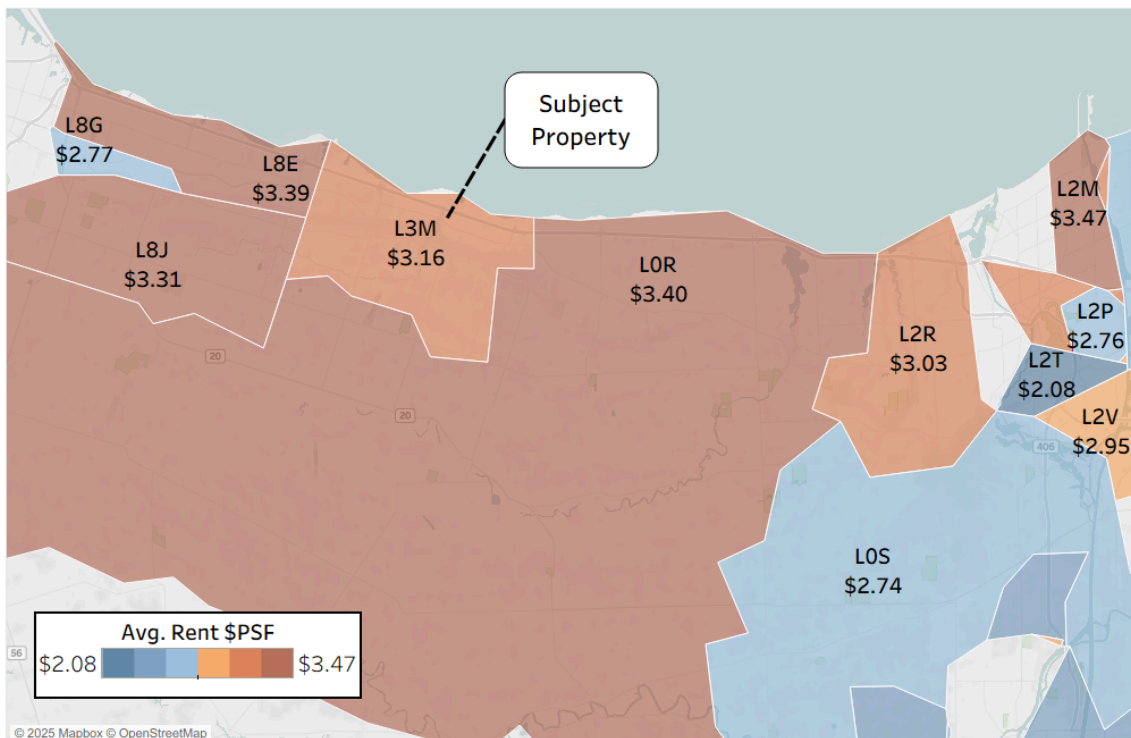 Subject
Property
L8G
$2.77
L8E
$3.39
L3M
$3.16
L8J
$3.31
L0R
$3.40
L2M
$3.47
L2R
$3.03
L2P
$2.76
L2T
$2.08
L2V
$2.95
20
20
406
L0S
$2.74
56
Avg. Rent $PSF
$2.08 $3.47
© 2025 Mapbox © OpenStreetMap